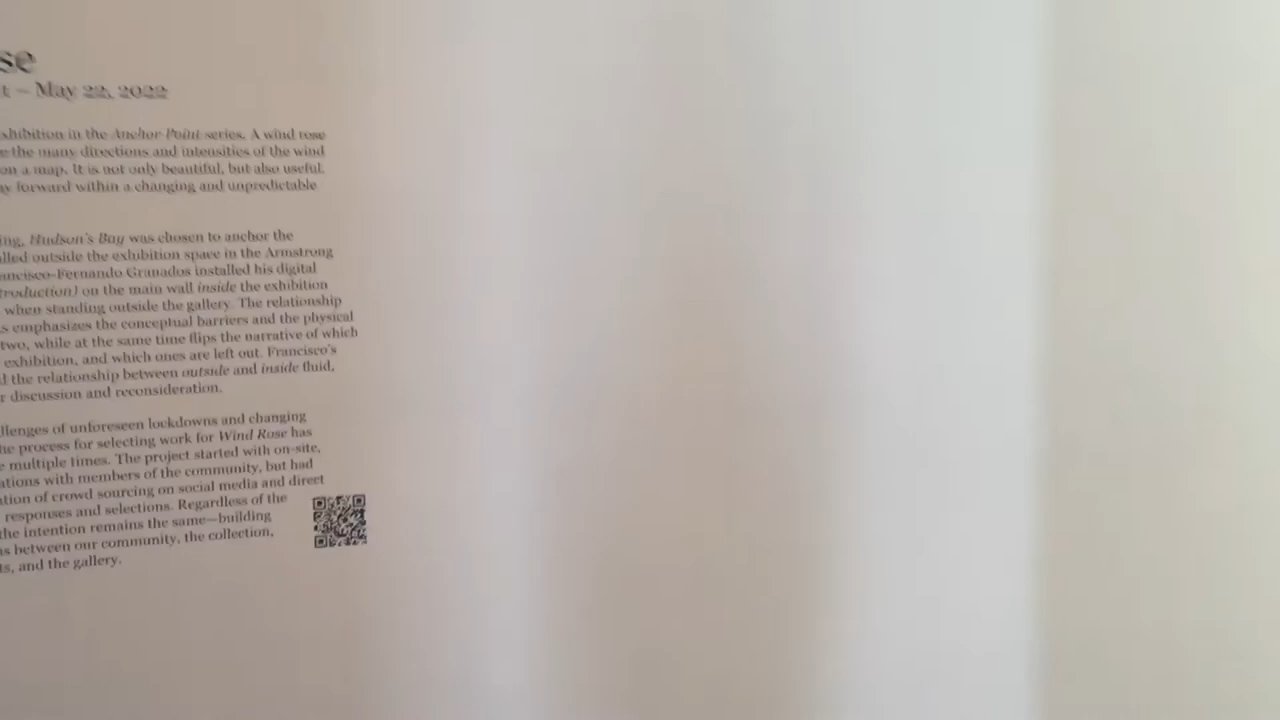 se
t – May 22, 2022
xhibition in the Anchor Point series. A wind rose
e the many directions and intensities of the wind
on a map. It is not only beautiful, but also useful,
ay forward within a changing and unpredictable
ing, Hudson's Bay was chosen to anchor the
lled outside the exhibition space in the Armstrong
ancisco-Fernando Granados installed his digital
troduction) on the main wall inside the exhibition
when standing outside the gallery. The relationship
s emphasizes the conceptual barriers and the physical
two, while at the same time flips the narrative of which
exhibition, and which ones are left out. Francisco's
d the relationship between outside and inside fluid,
r discussion and reconsideration.
llenges of unforeseen lockdowns and changing
he process for selecting work for Wind Rose has
e multiple times. The project started with on-site,
ations with members of the community, but had
ation of crowd sourcing on social media and direct
responses and selections. Regardless of the
the intention remains the same—building
s between our community, the collection,
ts, and the gallery.